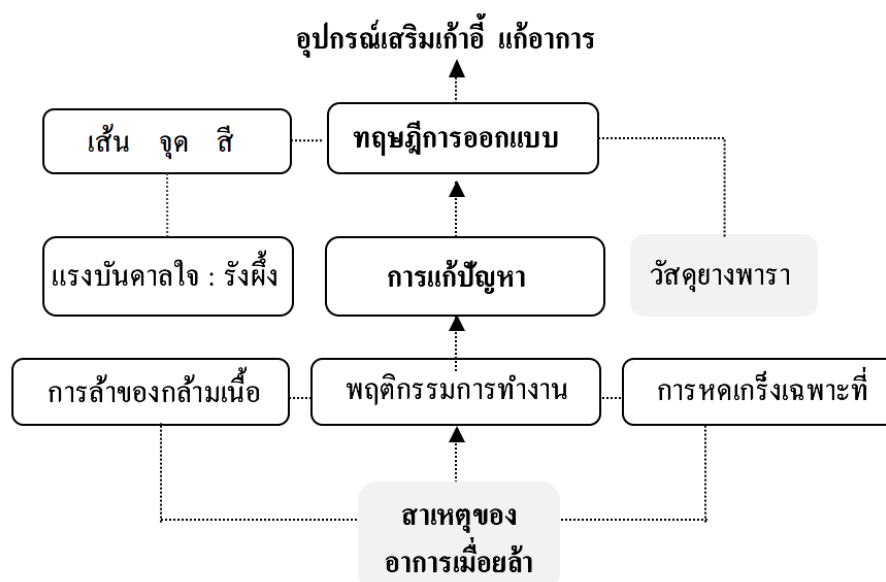 อุปกรณ์เสริมเก้าอี้ แก้อาการ
เส้น จุด สี
ทฤษฎีการออกแบบ
แรงบันดาลใจ : รังผึ้ง
การแก้ปัญหา
วัสดุยางพารา
การล้าของกล้ามเนื้อ
พฤติกรรมการทำงาน
การหดเกร็งเฉพาะที่
สาเหตุของ
อาการเมื่อยล้า